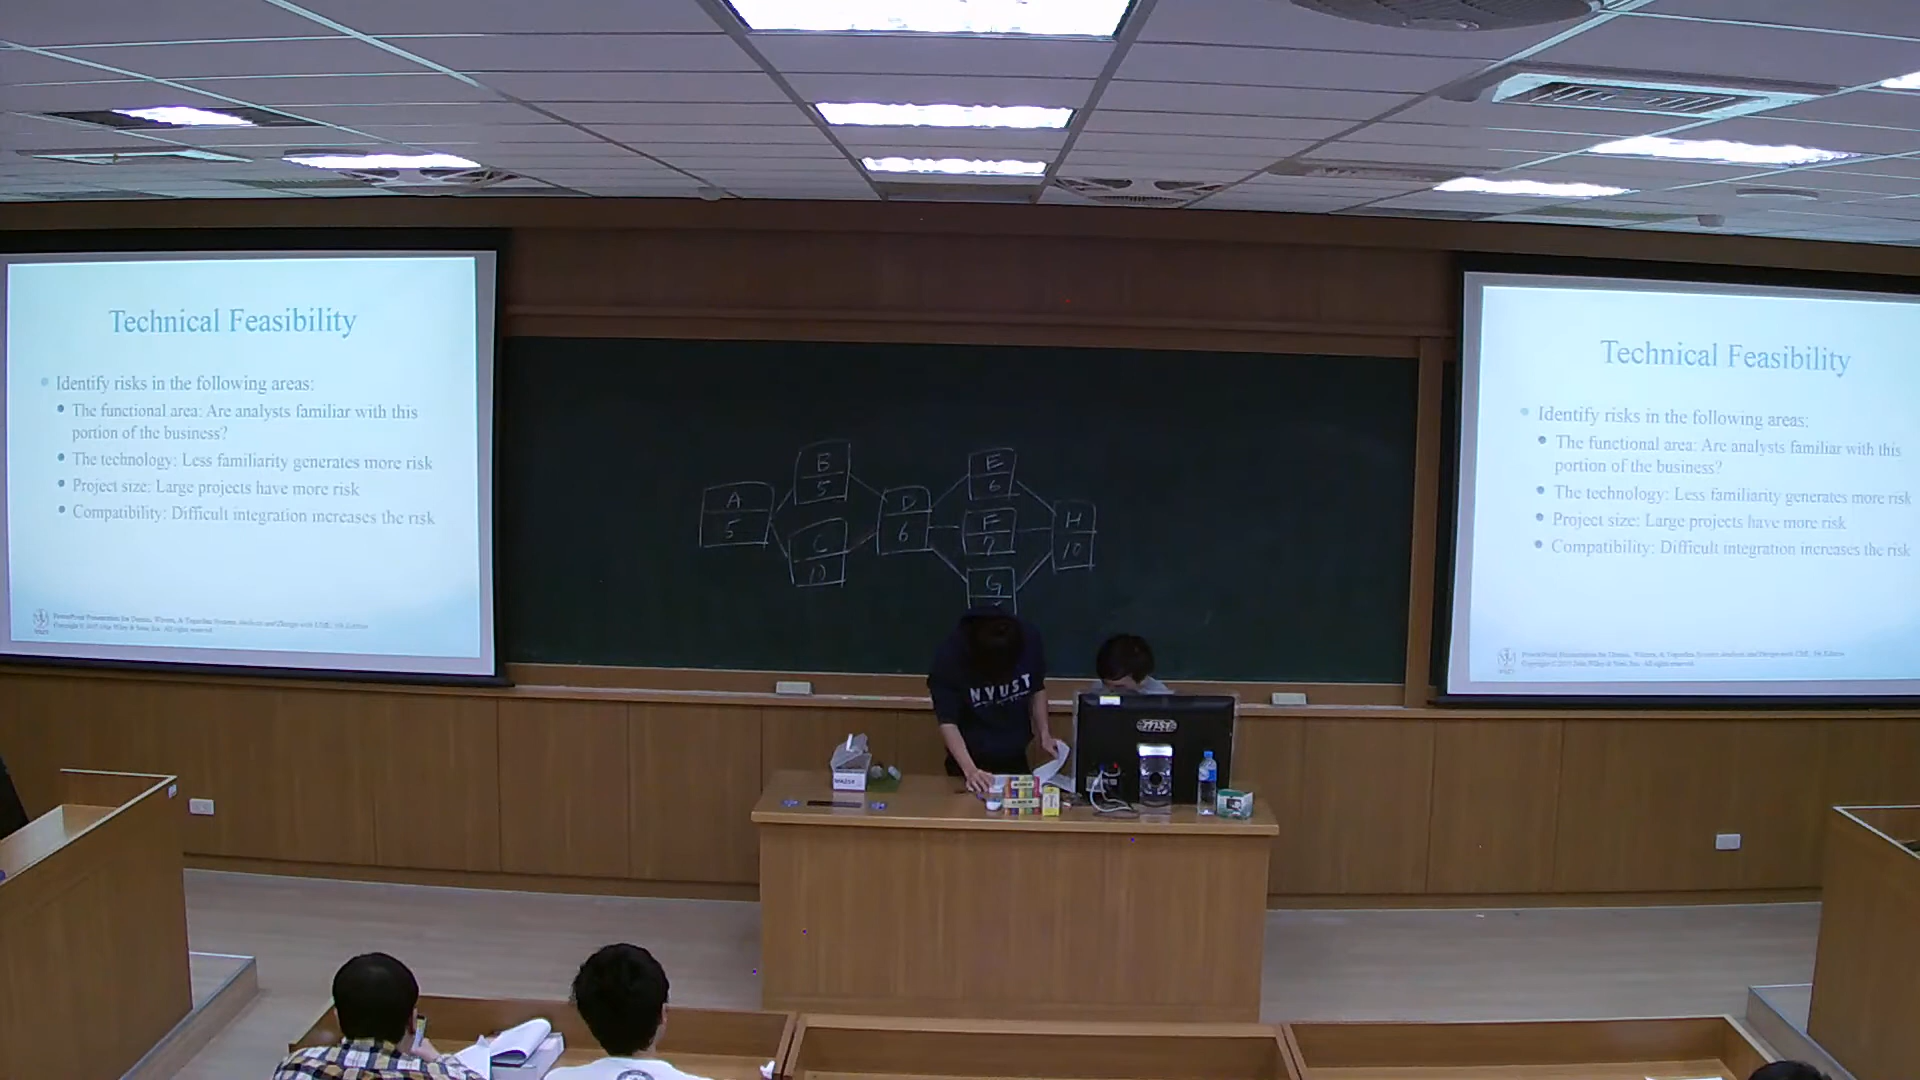 Technical Feasibility
Identify risks in the following areas:
The functional area: Are analysts familiar with this
portion of the business?
The technology: Less familiarity generates more risk
Project size: Large projects have more risk
Compatibility: Difficult integration increases the risk
A
5
B
5
C
10
D
6
E
6
F
G
H
10
Technical Feasibility
Identify risks in the following areas:
The functional area: Are analysts familiar with this
portion of the business?
The technology: Less familiarity generates more risk
Project size: Large projects have more risk
Compatibility: Difficult integration increases the risk
NYUST